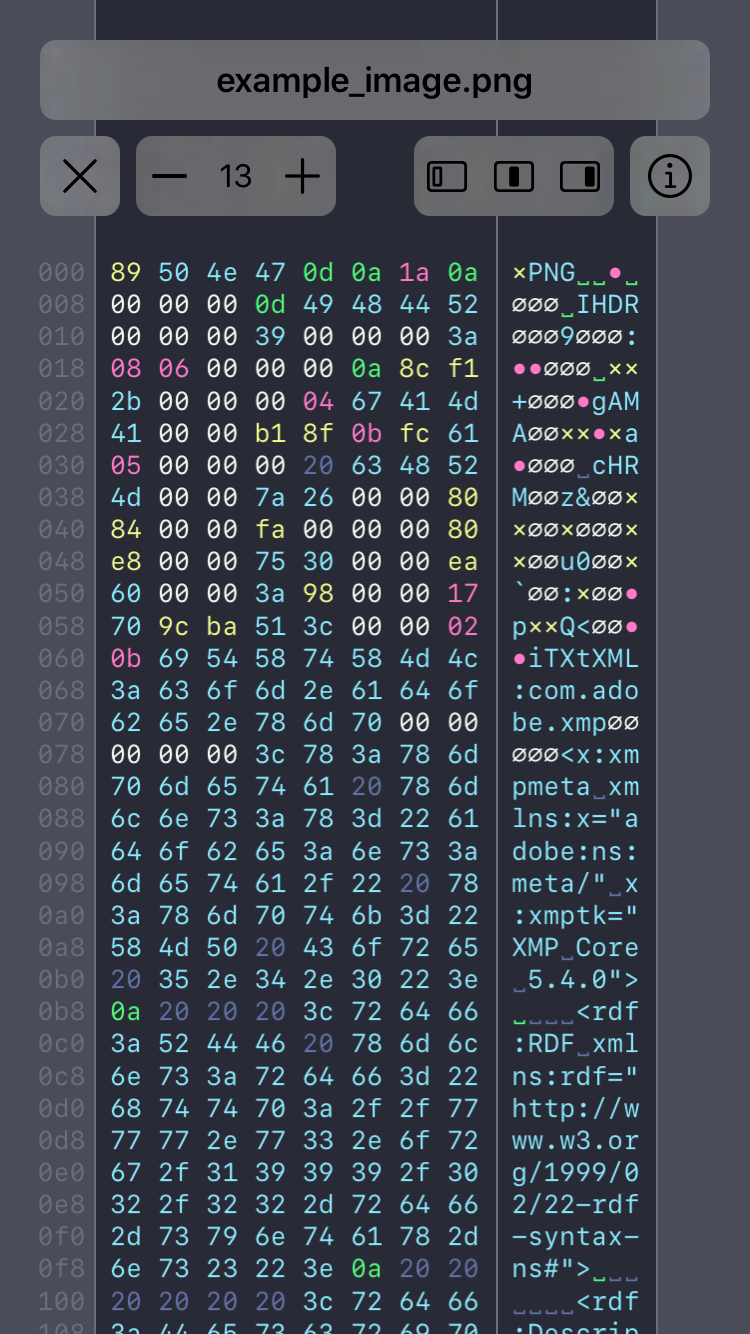 example_image.png
13
000 89 50 4e 47 0d 0a 1a 0a ×PNG␣␣•␣
008 00 00 00 0d 49 48 44 52 ∅∅∅␣IHDR
010 00 00 00 39 00 00 00 3a ∅∅∅9∅∅∅:
018 08 06 00 00 00 0a 8c f1 ••∅∅∅␣××
020 2b 00 00 00 04 67 41 4d +∅∅∅•gAM
028 41 00 00 b1 8f 0b fc 61 A∅∅××•×a
030 05 00 00 00 20 63 48 52 •∅∅∅␣cHR
038 4d 00 00 7a 26 00 00 80 M∅∅z&∅∅×
040 84 00 00 fa 00 00 00 80 ×∅∅×∅∅∅×
048 e8 00 00 75 30 00 00 ea ×∅∅u0∅∅×
050 60 00 00 3a 98 00 00 17 `∅∅:×∅∅•
058 70 9c ba 51 3c 00 00 02 p××Q<∅∅•
060 0b 69 54 58 74 58 4d 4c •iTXtXML
068 3a 63 6f 6d 2e 61 64 6f :com.ado
070 62 65 2e 78 6d 70 00 00 be.xmp∅∅
078 00 00 00 3c 78 3a 78 6d ∅∅∅<x:xm
080 70 6d 65 74 61 20 78 6d pmeta␣xm
088 6c 6e 73 3a 78 3d 22 61 lns:x="a
090 64 6f 62 65 3a 6e 73 3a dobe:ns:
098 6d 65 74 61 2f 22 20 78 meta/"␣x
0a0 3a 78 6d 70 74 6b 3d 22 :xmptk="
0a8 58 4d 50 20 43 6f 72 65 XMP␣Core
0b0 20 35 2e 34 2e 30 22 3e ␣5.4.0">
0b8 0a 20 20 20 3c 72 64 66 ␣␣␣␣<rdf
0c0 3a 52 44 46 20 78 6d 6c :RDF␣xml
0c8 6e 73 3a 72 64 66 3d 22 ns:rdf="
0d0 68 74 74 70 3a 2f 2f 77 http://w
0d8 77 77 2e 77 33 2e 6f 72 ww.w3.or
0e0 67 2f 31 39 39 39 2f 30 g/1999/0
0e8 32 2f 32 32 2d 72 64 66 2/22-rdf
0f0 2d 73 79 6e 74 61 78 2d -syntax-
0f8 6e 73 23 22 3e 0a 20 20 ns#">␣␣␣
100 20 20 20 20 3c 72 64 66 ␣␣␣␣<rdf
108 3a 44 65 73 63 72 69 70 :Descrip